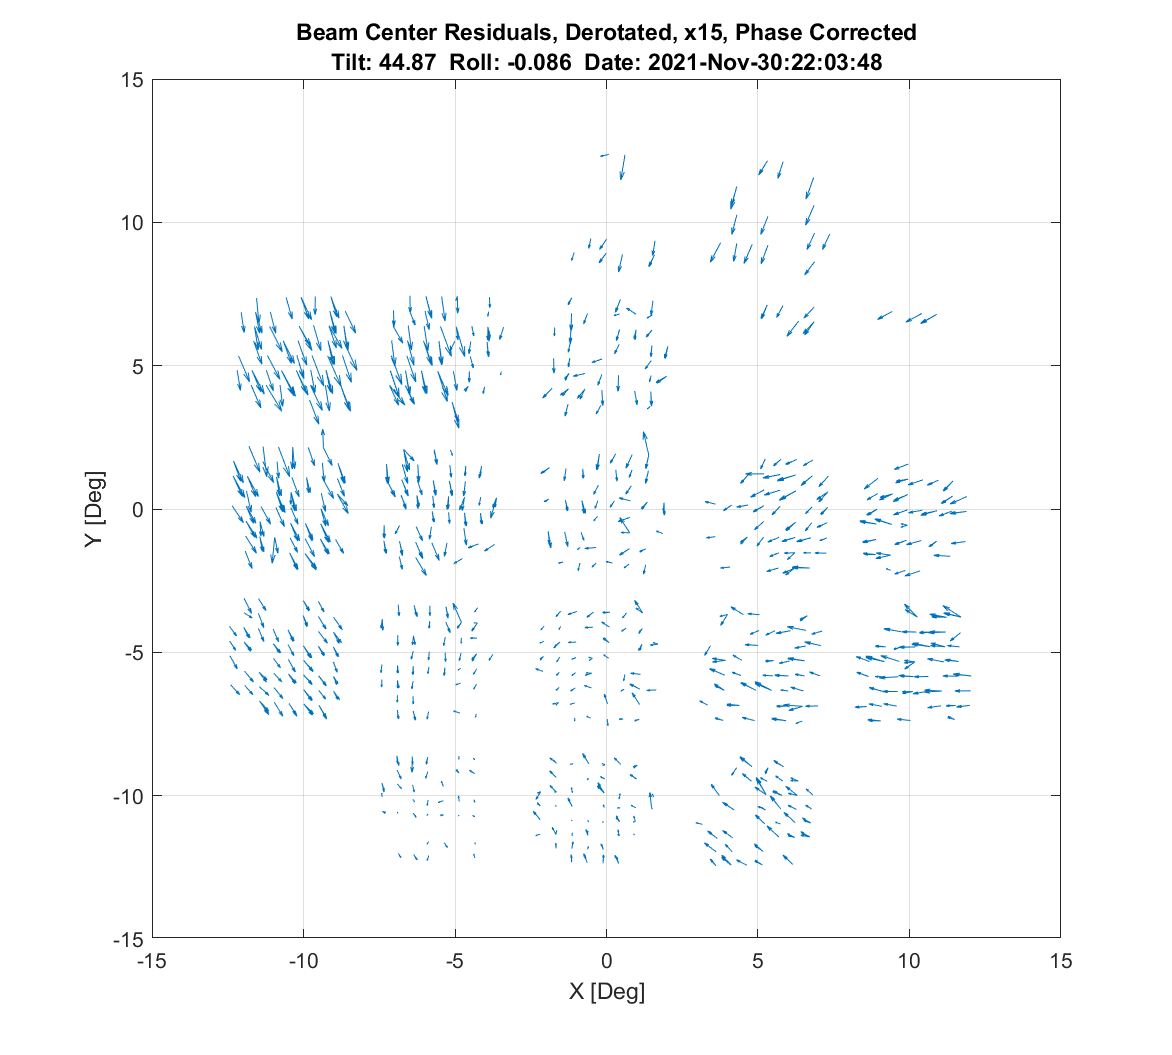 Beam Center Residuals, Derotated, x15, Phase Corrected
Tilt: 44.87  Roll: -0.086  Date: 2021-Nov-30:22:03:48
15
10
5
0
-5
-10
-15
Y [Deg]
-15 -10 -5 0 5 10 15
X [Deg]